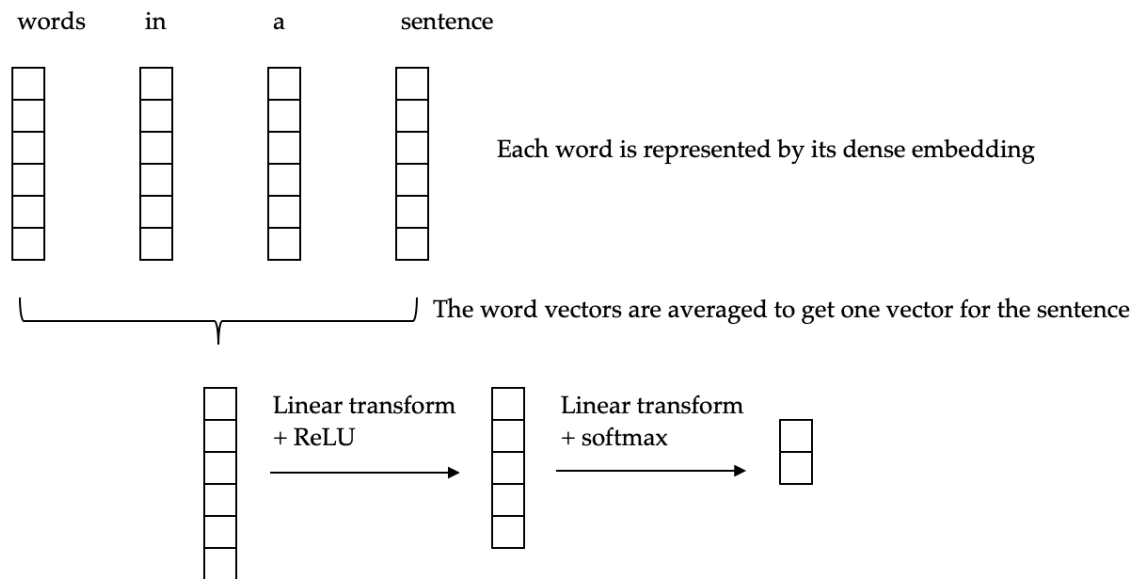 words in a sentence
Each word is represented by its dense embedding
The word vectors are averaged to get one vector for the sentence
Linear transform
+ ReLU
Linear transform
+ softmax